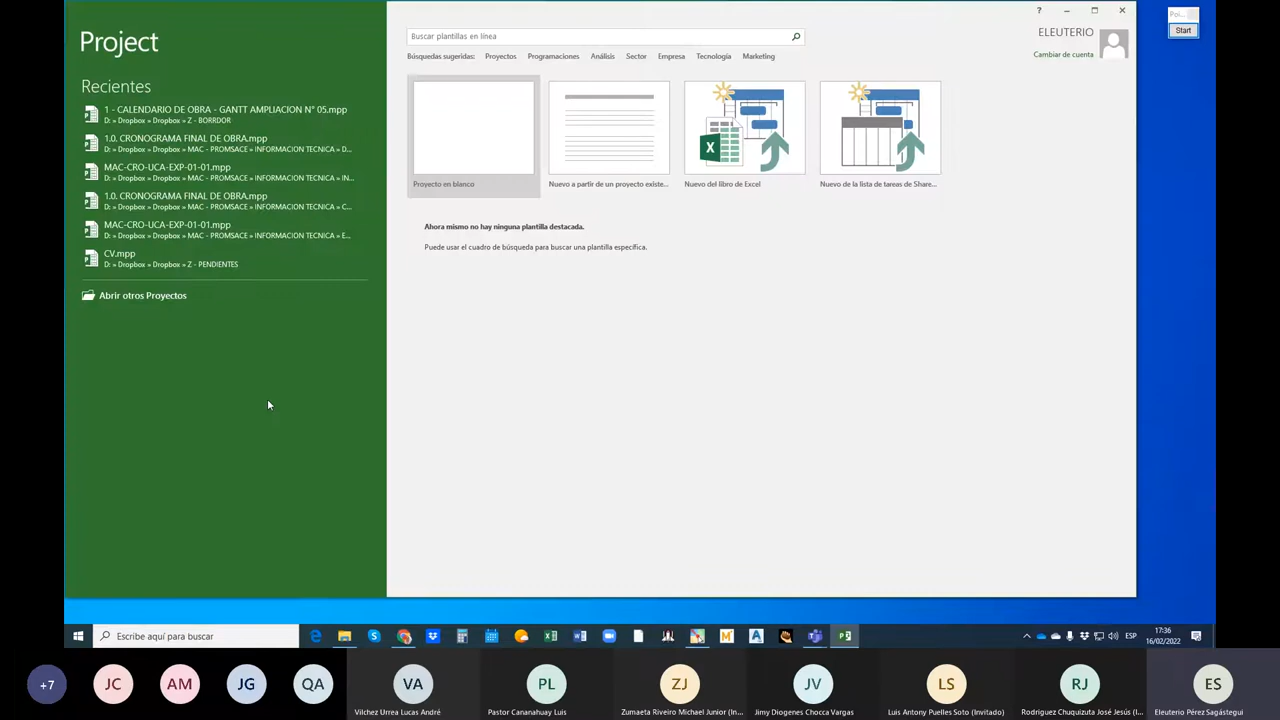 Project
Recientes
1 - CALENDARIO DE OBRA - GANTT AMPLIACION N° 05.mpp
D: » Dropbox » Dropbox » Z - BORRDOR
1.0. CRONOGRAMA FINAL DE OBRA.mpp
D: » Dropbox » Dropbox » MAC - PROMSACE » INFORMACION TECNICA » D...
MAC-CRO-UCA-EXP-01-01.mpp
D: » Dropbox » Dropbox » MAC - PROMSACE » INFORMACION TECNICA » IN...
1.0. CRONOGRAMA FINAL DE OBRA.mpp
D: » Dropbox » Dropbox » MAC - PROMSACE » INFORMACION TECNICA » C...
MAC-CRO-UCA-EXP-01-01.mpp
D: » Dropbox » Dropbox » MAC - PROMSACE » INFORMACION TECNICA » E...
CV.mpp
D: » Dropbox » Dropbox » Z - PENDIENTES
Abrir otros Proyectos
?
Buscar plantillas en línea
Búsquedas sugeridas: Proyectos Programaciones Análisis Sector Empresa Tecnología Marketing
ELEUTERIO
Cambiar de cuenta
Proyecto en blanco
Nuevo a partir de un proyecto existe...
Nuevo del libro de Excel
Nuevo de la lista de tareas de Share...
Ahora mismo no hay ninguna plantilla destacada.
Puede usar el cuadro de búsqueda para buscar una plantilla específica.
Poi...
Start
Escribe aquí para buscar
ESP
17:36
16/02/2022
+7
JC
AM
JG
QA
VA
PL
ZJ
JV
LS
RJ
ES
Vilchez Urrea Lucas André
Pastor Cananahuay Luis
Zumaeta Riveiro Michael Junior (In...
Jimy Diogenes Chocca Vargas
Luis Antony Puelles Soto (Invitado)
Rodriguez Chuquizuta José Jesús (I...
Eleuterio Pérez Sagástegui